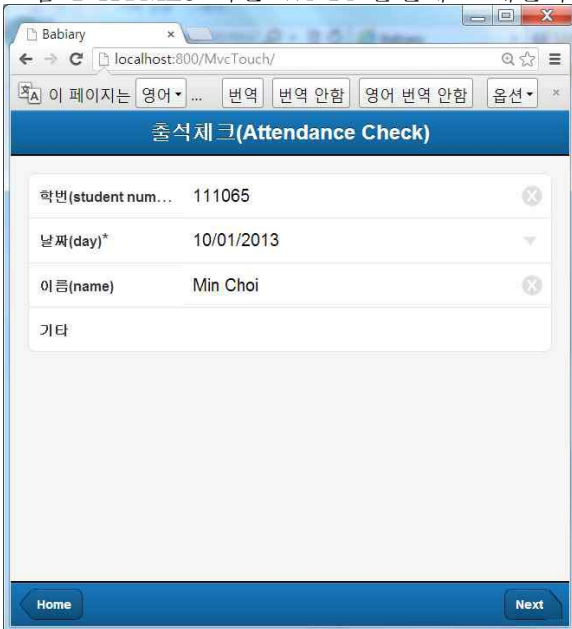 Babiary
localhost:800/MvcTouch/
이 페이지는 영어 ... 번역 번역 안함 영어 번역 안함 옵션
출석체크(Attendance Check)
학번(student num... 111065
날짜(day)* 10/01/2013
이름(name) Min Choi
기타
Home Next